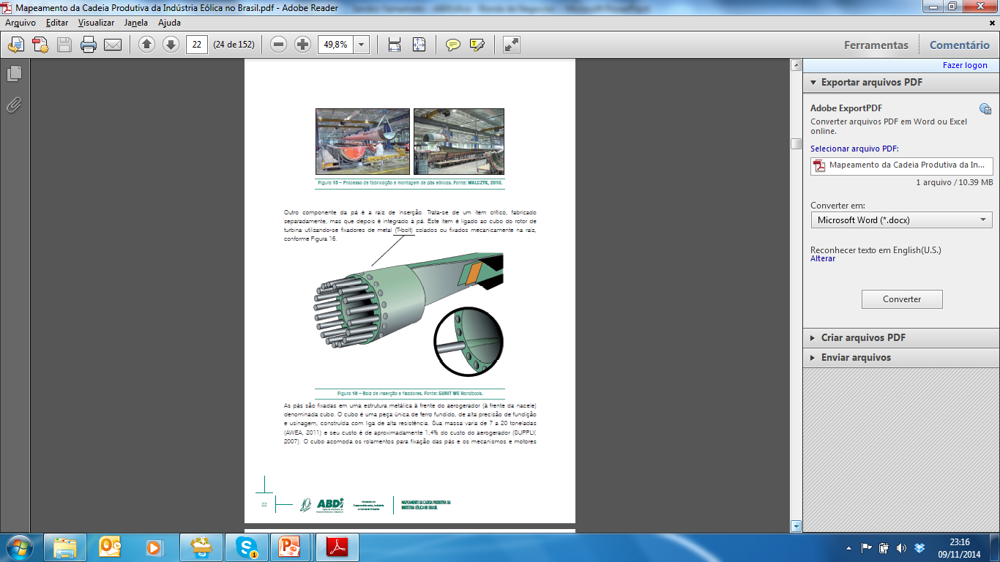 Mapeamento da Cadeia Produtiva da Indústria Eólica no Brasil.pdf - Adobe Reader
Arquivo Editar Visualizar Janela Ajuda
22 (24 de 152) 49,8% Ferramentas Comentário
Fazer logon
Exportar arquivos PDF
Adobe ExportPDF
Converter arquivos PDF em Word ou Excel
online.
Selecionar arquivo PDF:
Mapeamento da Cadeia Produtiva da In...
1 arquivo / 10.39 MB
Converter em:
Microsoft Word (*.docx)
Reconhecer texto em English(U.S.)
Alterar
Converter
Criar arquivos PDF
Enviar arquivos
Figura 15 – Processo de fabricação e montagem de pás eólicas. Fonte: WALCZYK, 2010.
Outro componente da pá é a raiz de inserção. Trata-se de um item crítico, fabricado
separadamente, mas que depois é integrado à pá. Este item é ligado ao cubo do rotor de
turbina utilizando-se fixadores de metal (T-bolt) colados ou fixados mecanicamente na raiz,
conforme Figura 16.
Figura 16 – Raiz de inserção e fixadores. Fonte: GURIT WE Handbook.
As pás são fixadas em uma estrutura metálica à frente do aerogerador (à frente da nacele)
denominada cubo. O cubo é uma peça única de ferro fundido, de alta precisão de fundição
e usinagem, construída com liga de alta resistência. Sua massa varia de 7 a 20 toneladas
(AWEA, 2011) e seu custo é de aproximadamente 1,4% do custo do aerogerador (SUPPLY,
2007). O cubo acomoda os rolamentos para fixação das pás e os mecanismos e motores
22
ABDI
Ministério do
Desenvolvimento, Indústria
e Comércio Exterior
MAPEAMENTO DA CADEIA PRODUTIVA DA
INDÚSTRIA EÓLICA NO BRASIL
1
23:16
09/11/2014